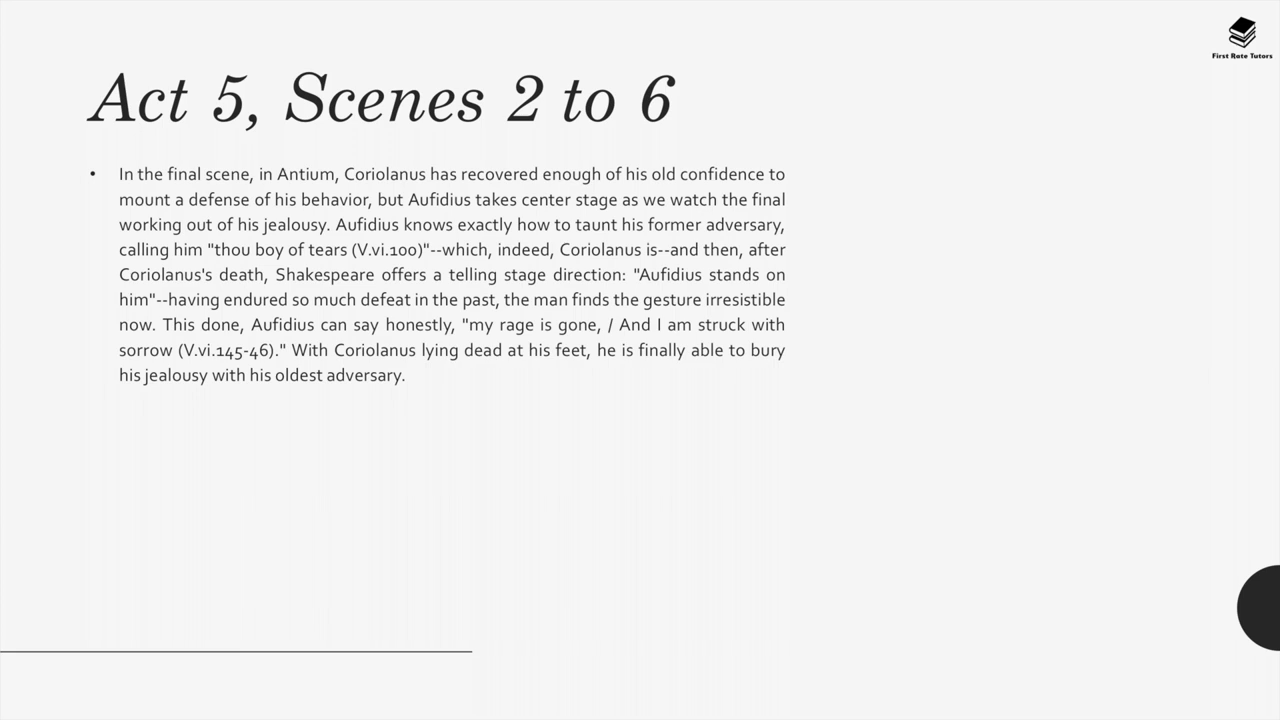 First Rate Tutors
Act 5, Scenes 2 to 6
• In the final scene, in Antium, Coriolanus has recovered enough of his old confidence to
mount a defense of his behavior, but Aufidius takes center stage as we watch the final
working out of his jealousy. Aufidius knows exactly how to taunt his former adversary,
calling him "thou boy of tears (V.vi.100)"--which, indeed, Coriolanus is--and then, after
Coriolanus's death, Shakespeare offers a telling stage direction: "Aufidius stands on
him"--having endured so much defeat in the past, the man finds the gesture irresistible
now. This done, Aufidius can say honestly, "my rage is gone, / And I am struck with
sorrow (V.vi.145-46)." With Coriolanus lying dead at his feet, he is finally able to bury
his jealousy with his oldest adversary.